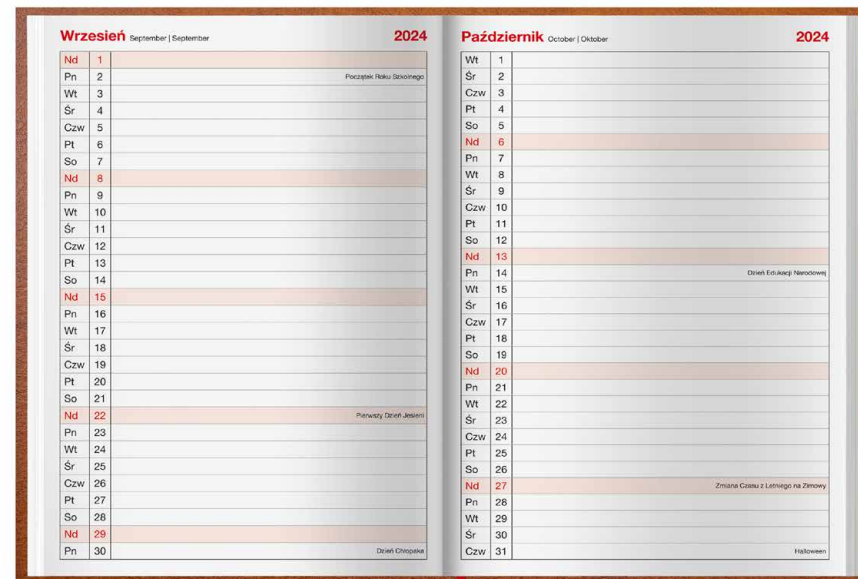 Wrzesień September | September 2024
Nd 1
Pn 2 Początek Roku Szkolnego
Wt 3
Śr 4
Czw 5
Pt 6
So 7
Nd 8
Pn 9
Wt 10
Śr 11
Czw 12
Pt 13
So 14
Nd 15
Pn 16
Wt 17
Śr 18
Czw 19
Pt 20
So 21
Nd 22 Pierwszy Dzień Jesieni
Pn 23
Wt 24
Śr 25
Czw 26
Pt 27
So 28
Nd 29
Pn 30 Dzień Chłopaka
Październik October | Oktober 2024
Wt 1
Śr 2
Czw 3
Pt 4
So 5
Nd 6
Pn 7
Wt 8
Śr 9
Czw 10
Pt 11
So 12
Nd 13
Pn 14 Dzień Edukacji Narodowej
Wt 15
Śr 16
Czw 17
Pt 18
So 19
Nd 20
Pn 21
Wt 22
Śr 23
Czw 24
Pt 25
So 26
Nd 27 Zmiana Czasu z Letniego na Zimowy
Pn 28
Wt 29
Śr 30
Czw 31 Halloween